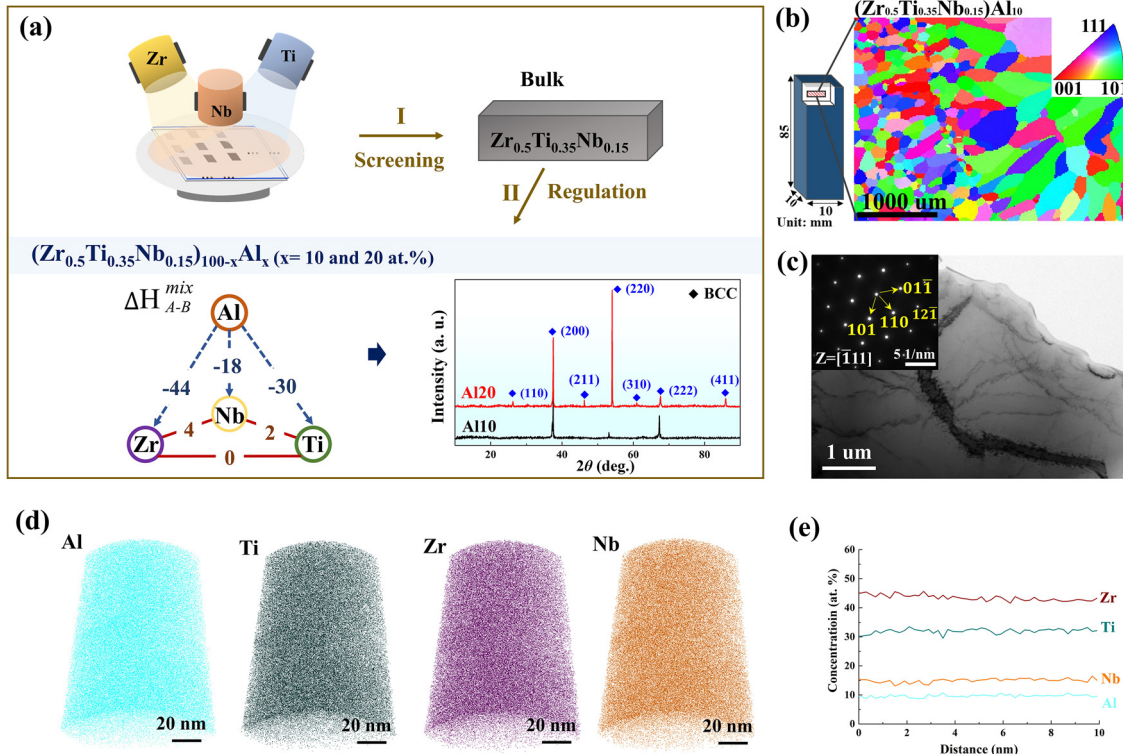 (a)
Zr
Nb
Ti
I
Screening
Bulk
Zr0.5Ti0.35Nb0.15
II Regulation
(Zr0.5Ti0.35Nb0.15)100-xAlx (x= 10 and 20 at.%)
ΔH mix A-B
Al
-44
-18
-30
Nb
4
2
Zr
0
Ti
Intensity (a. u.)
◆ BCC
(110)
(200)
(211)
(220)
(310)
(222)
(411)
Al20
Al10
20 40 60 80
2θ (deg.)
(b)
(Zr0.5Ti0.35Nb0.15)Al10
111
001 101
85
10
10
Unit: mm
1000 um
(c)
011̅
101
110
12̅1̅
Z=[1̅11]
5 1/nm
1 um
(d)
Al
20 nm
Ti
20 nm
Zr
20 nm
Nb
20 nm
(e)
Concentratioin (at. %)
60
50
40
30
20
10
0
Zr
Ti
Nb
Al
0 2 4 6 8 10
Distance (nm)